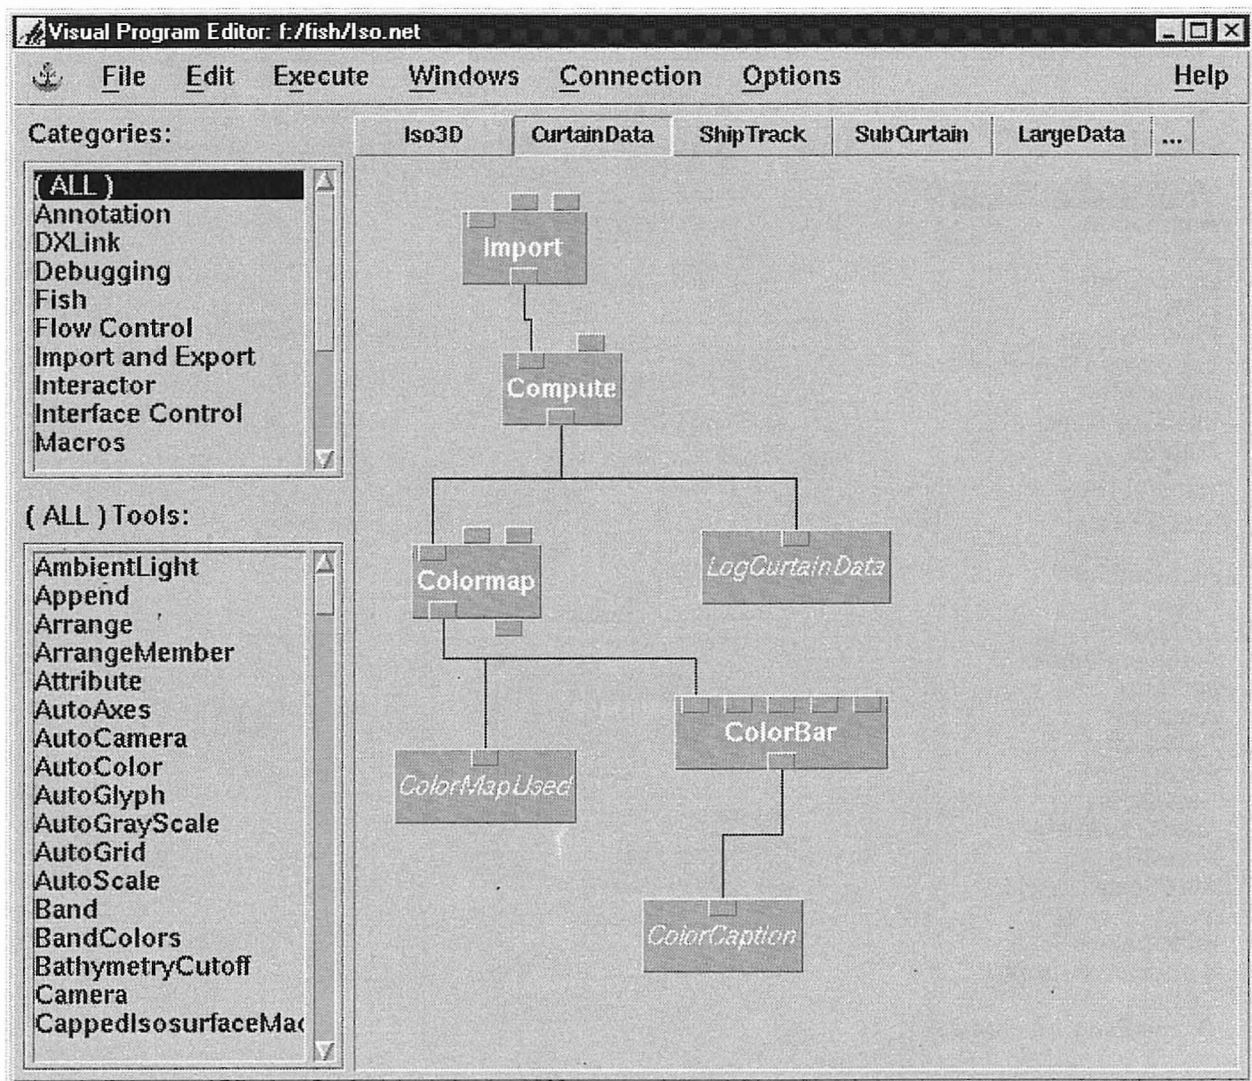 Visual Program Editor: f:/fish/Iso.net
File Edit Execute Windows Connection Options Help
Categories:
(ALL)
Annotation
DXLink
Debugging
Fish
Flow Control
Import and Export
Interactor
Interface Control
Macros
(ALL) Tools:
AmbientLight
Append
Arrange
ArrangeMember
Attribute
AutoAxes
AutoCamera
AutoColor
AutoGlyph
AutoGrayScale
AutoGrid
AutoScale
Band
BandColors
BathymetryCutoff
Camera
CappedIsosurfaceMac
Iso3D CurtainData ShipTrack SubCurtain LargeData ...
Import
Compute
Colormap
LogCurtainData
ColorBar
ColorMapUsed
ColorCaption